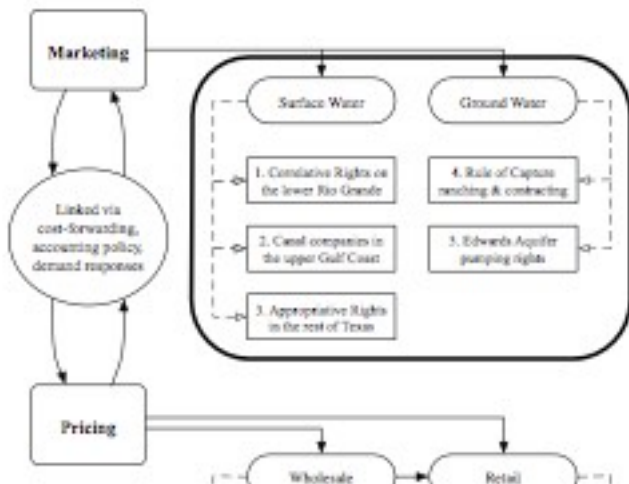 Marketing
Surface Water
Ground Water
1. Correlative Rights on
the lower Rio Grande
4. Rule of Capture
ranching & contracting
Linked via
cost-forwarding,
accounting policy,
demand responses
2. Canal companies in
the upper Gulf Coast
5. Edwards Aquifer
pumping rights
3. Appropriative Rights
in the rest of Texas
Pricing
Wholesale
Retail